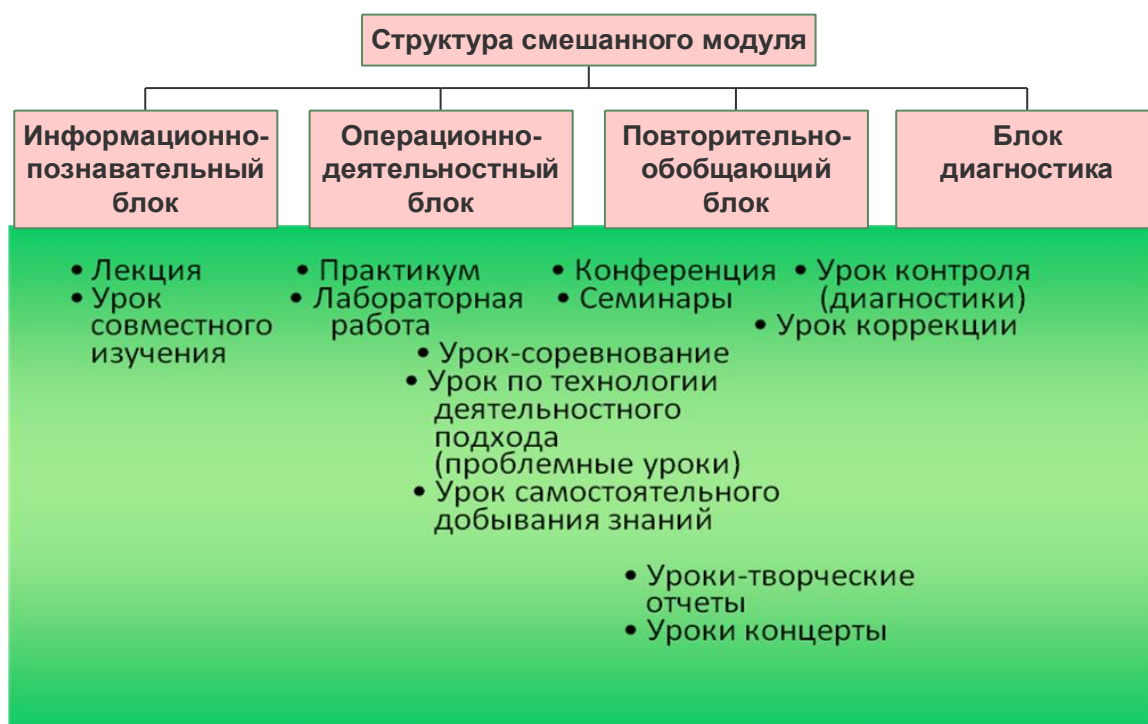 Структура смешанного модуля
Информационно-
познавательный
блок
Операционно-
деятельностный
блок
Повторительно-
обобщающий
блок
Блок
диагностика
• Лекция
• Урок
совместного
изучения
• Практикум
• Лабораторная
работа
• Конференция
• Семинары
• Урок контроля
(диагностики)
• Урок коррекции
• Урок-соревнование
• Урок по технологии
деятельностного
подхода
(проблемные уроки)
• Урок самостоятельного
добывания знаний
• Уроки-творческие
отчеты
• Уроки концерты